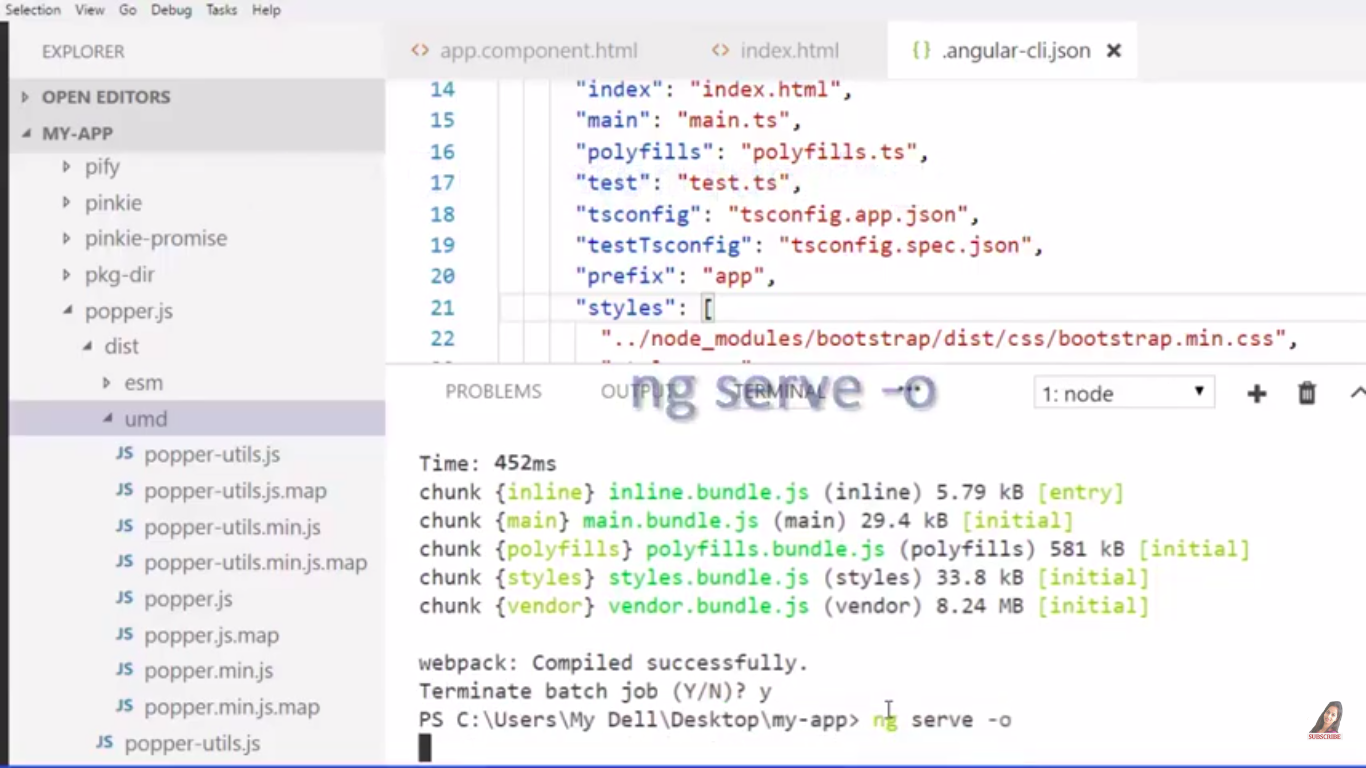 Selection View Go Debug Tasks Help
EXPLORER
OPEN EDITORS
MY-APP
pify
pinkie
pinkie-promise
pkg-dir
popper.js
dist
esm
umd
JS popper-utils.js
JS popper-utils.js.map
JS popper-utils.min.js
JS popper-utils.min.js.map
JS popper.js
JS popper.js.map
JS popper.min.js
JS popper.min.js.map
JS popper-utils.js
<> app.component.html <> index.html {} .angular-cli.json ×
14 "index": "index.html",
15 "main": "main.ts",
16 "polyfills": "polyfills.ts",
17 "test": "test.ts",
18 "tsconfig": "tsconfig.app.json",
19 "testTsconfig": "tsconfig.spec.json",
20 "prefix": "app",
21 "styles": [
22 "../node_modules/bootstrap/dist/css/bootstrap.min.css",
PROBLEMS OUTPUT TERMINAL ··· 1: node
ng serve -o
Time: 452ms
chunk {inline} inline.bundle.js (inline) 5.79 kB [entry]
chunk {main} main.bundle.js (main) 29.4 kB [initial]
chunk {polyfills} polyfills.bundle.js (polyfills) 581 kB [initial]
chunk {styles} styles.bundle.js (styles) 33.8 kB [initial]
chunk {vendor} vendor.bundle.js (vendor) 8.24 MB [initial]
webpack: Compiled successfully.
Terminate batch job (Y/N)? y
PS C:\Users\My Dell\Desktop\my-app> ng serve -o
SUBSCRIBE